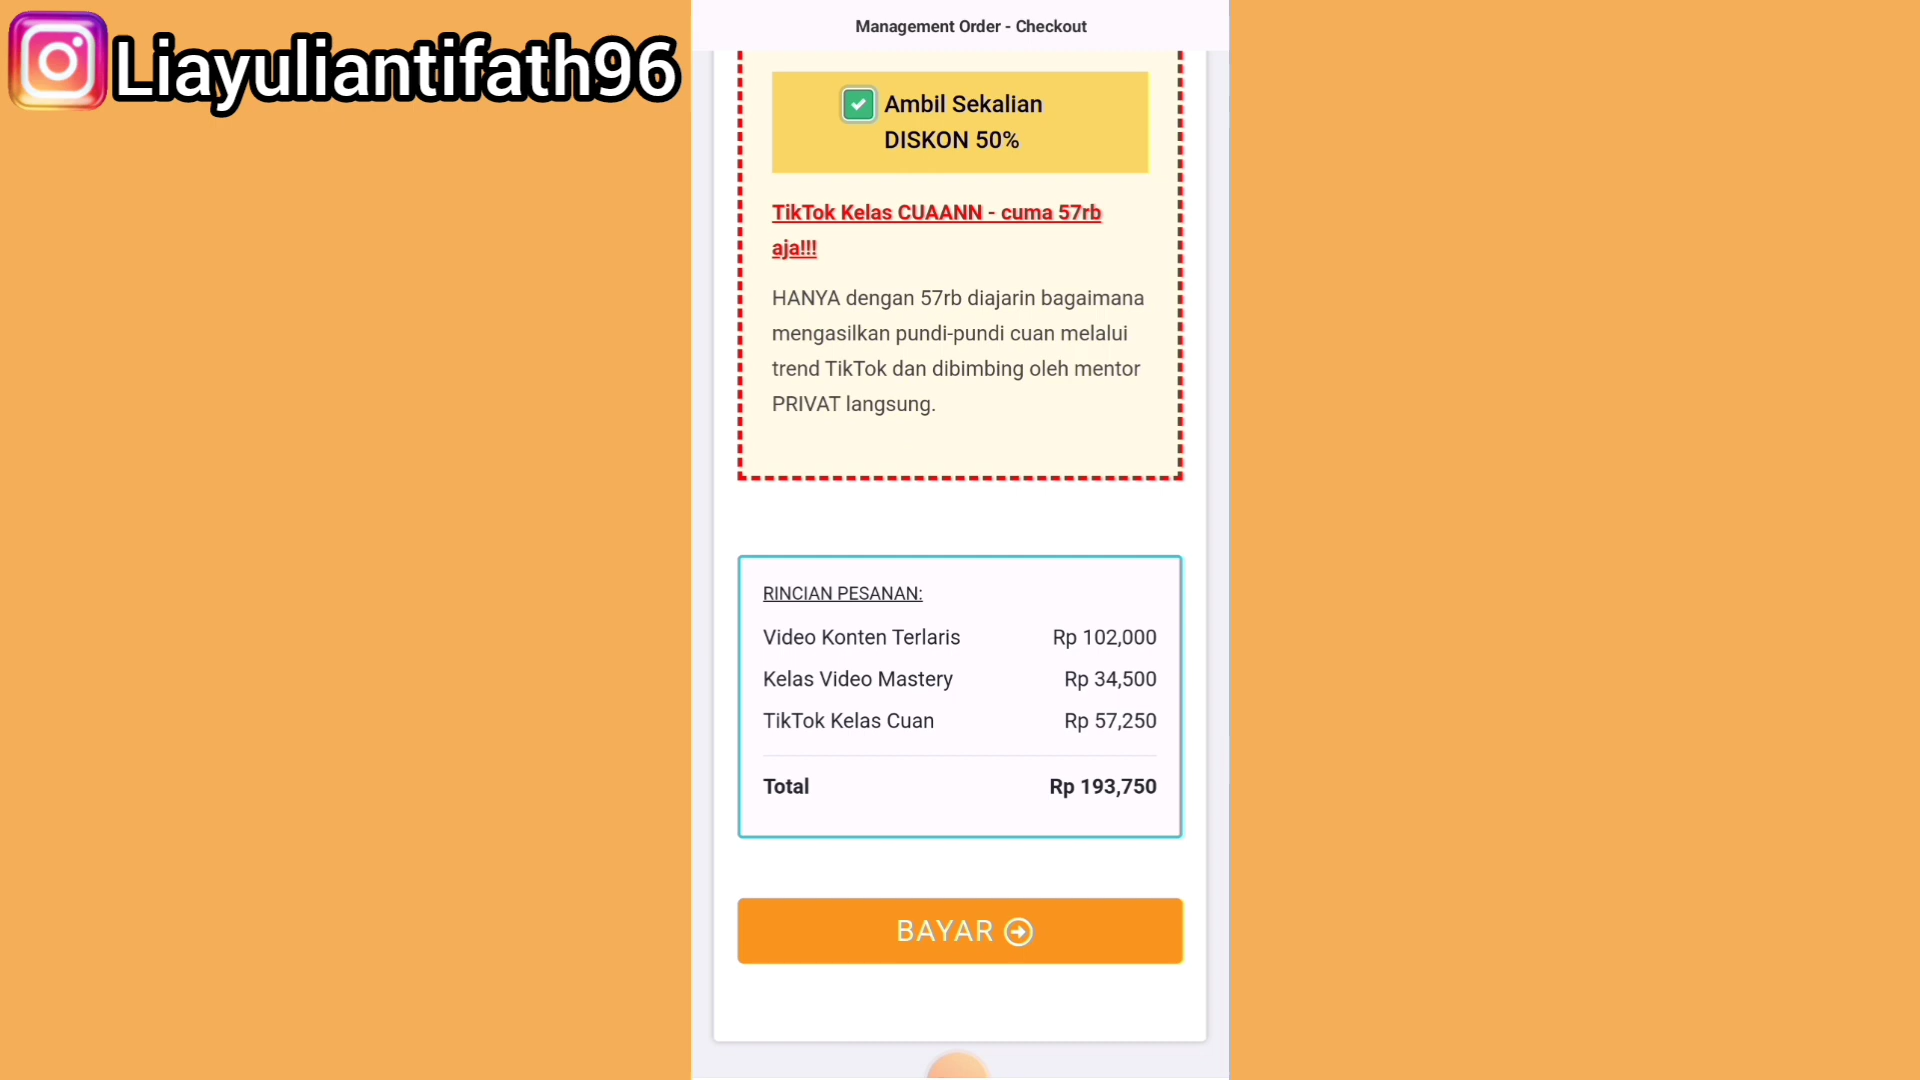 Liayuliantifath96
Management Order - Checkout
Ambil Sekalian
DISKON 50%
TikTok Kelas CUAANN - cuma 57rb
aja!!!
HANYA dengan 57rb diajarin bagaimana
mengasilkan pundi-pundi cuan melalui
trend TikTok dan dibimbing oleh mentor
PRIVAT langsung.
RINCIAN PESANAN:
Video Konten Terlaris Rp 102,000
Kelas Video Mastery Rp 34,500
TikTok Kelas Cuan Rp 57,250
Total Rp 193,750
BAYAR